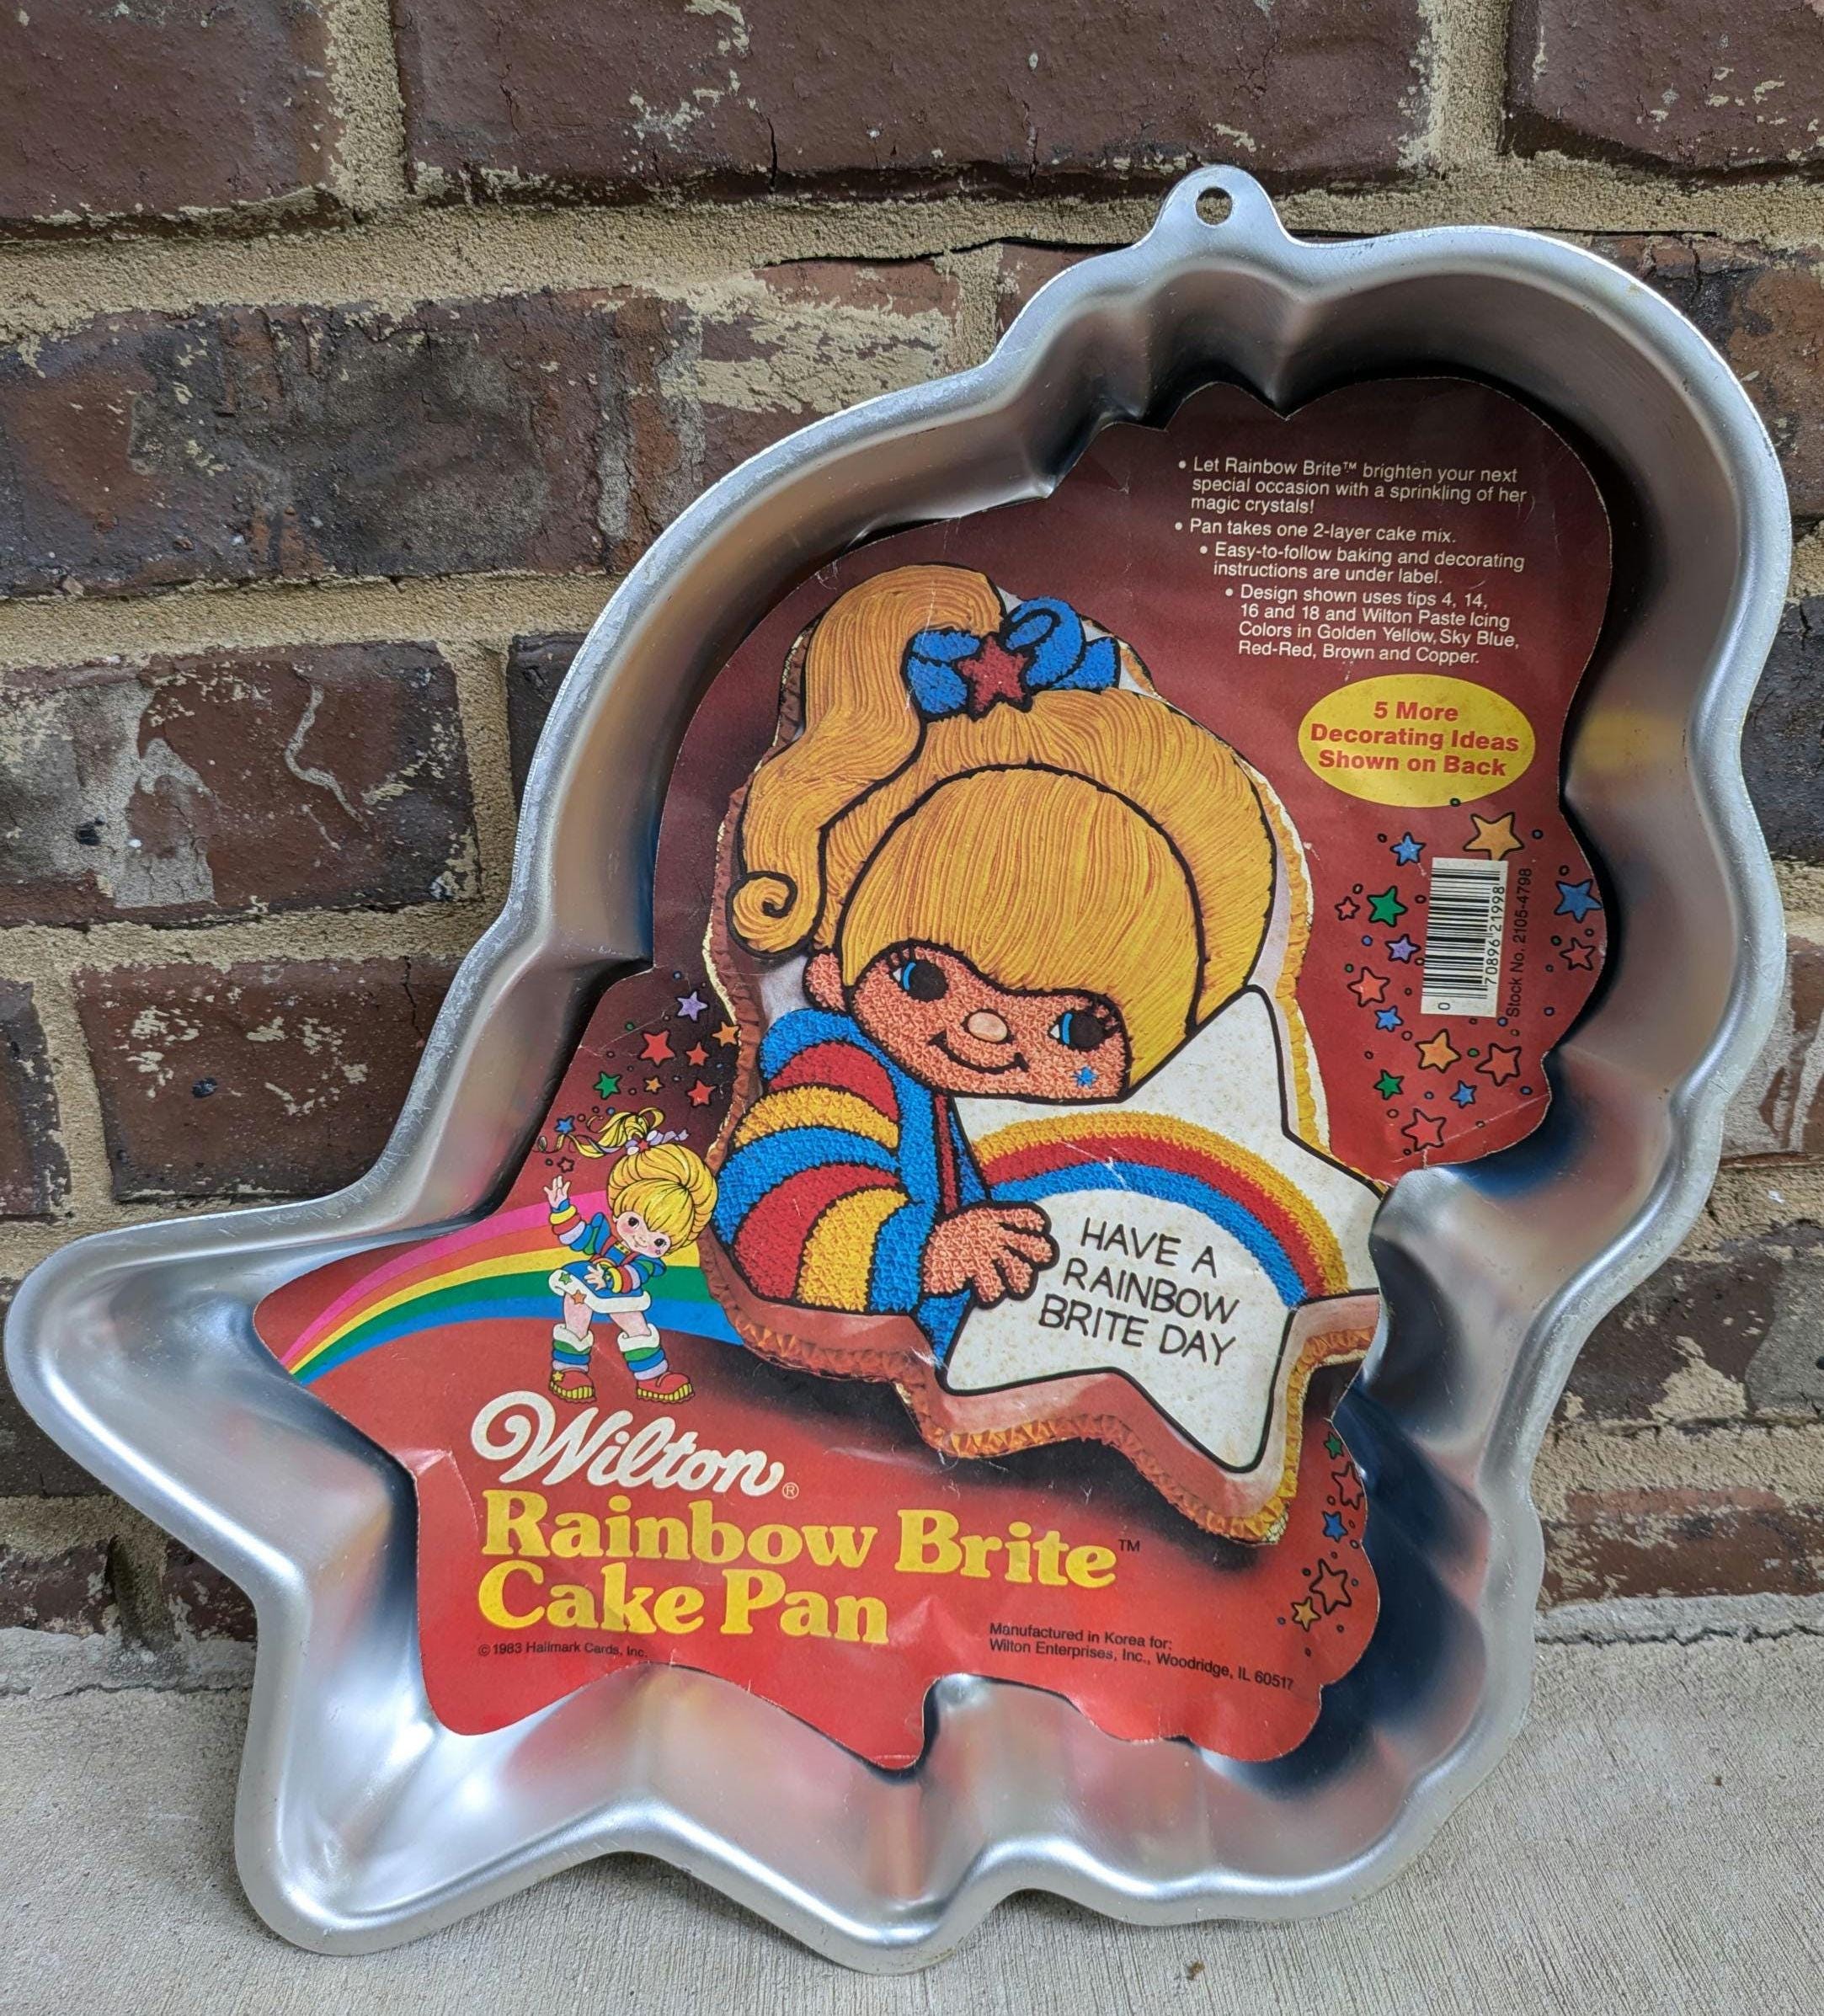 • Let Rainbow Brite™ brighten your next
special occasion with a sprinkling of her
magic crystals!
• Pan takes one 2-layer cake mix.
• Easy-to-follow baking and decorating
instructions are under label.
• Design shown uses tips 4, 14,
16 and 18 and Wilton Paste Icing
Colors in Golden Yellow, Sky Blue,
Red-Red, Brown and Copper.
5 More
Decorating Ideas
Shown on Back
0 70896 21998
Stock No. 2105-4798
HAVE A
RAINBOW
BRITE DAY
Wilton®
Rainbow Brite™
Cake Pan
© 1983 Hallmark Cards, Inc.
Manufactured in Korea for:
Wilton Enterprises, Inc., Woodridge, IL 60517